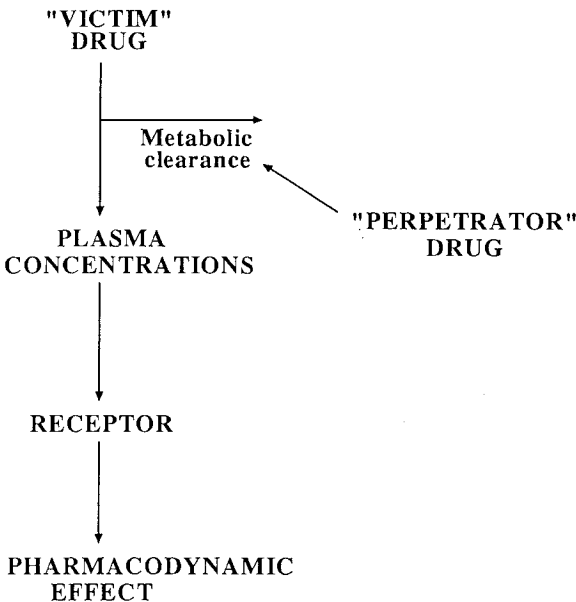 "VICTIM"
DRUG
Metabolic
clearance
"PERPETRATOR"
DRUG
PLASMA
CONCENTRATIONS
RECEPTOR
PHARMACODYNAMIC
EFFECT